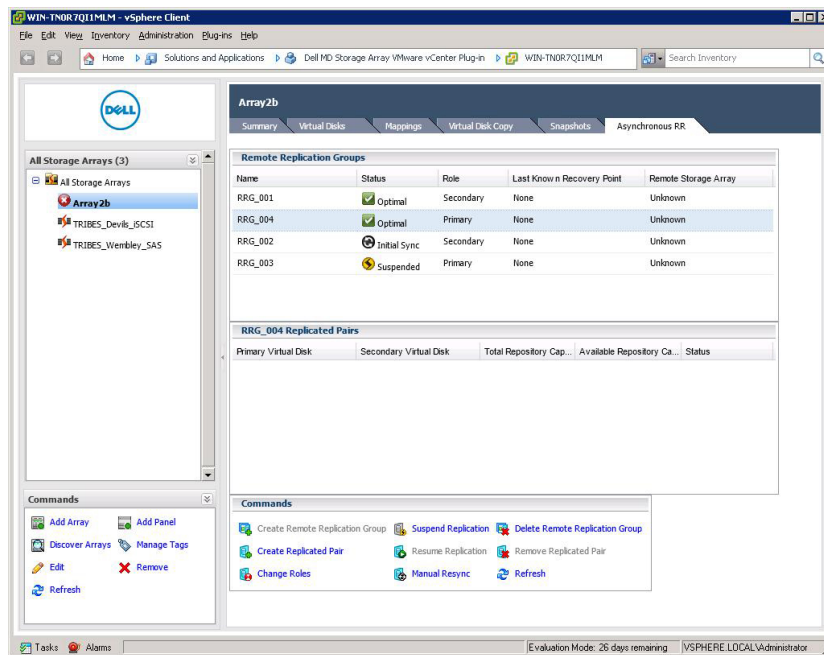 WIN-TN0R7QI1MLM - vSphere Client
File Edit View Inventory Administration Plug-ins Help
Home Solutions and Applications Dell MD Storage Array VMware vCenter Plug-in WIN-TN0R7QI1MLM Search Inventory
DELL
Array2b
Summary Virtual Disks Mappings Virtual Disk Copy Snapshots Asynchronous RR
All Storage Arrays (3)
All Storage Arrays
Array2b
TRIBES_Devils_iSCSI
TRIBES_Wembley_SAS
Remote Replication Groups
Name Status Role Last Known Recovery Point Remote Storage Array
RRG_001 Optimal Secondary None Unknown
RRG_004 Optimal Primary None Unknown
RRG_002 Initial Sync Secondary None Unknown
RRG_003 Suspended Primary None Unknown
RRG_004 Replicated Pairs
Primary Virtual Disk Secondary Virtual Disk Total Repository Cap... Available Repository Ca... Status
Commands
Add Array Add Panel
Discover Arrays Manage Tags
Edit Remove
Refresh
Commands
Create Remote Replication Group Suspend Replication Delete Remote Replication Group
Create Replicated Pair Resume Replication Remove Replicated Pair
Change Roles Manual Resync Refresh
Tasks Alarms Evaluation Mode: 26 days remaining VSPHERE.LOCAL\Administrator